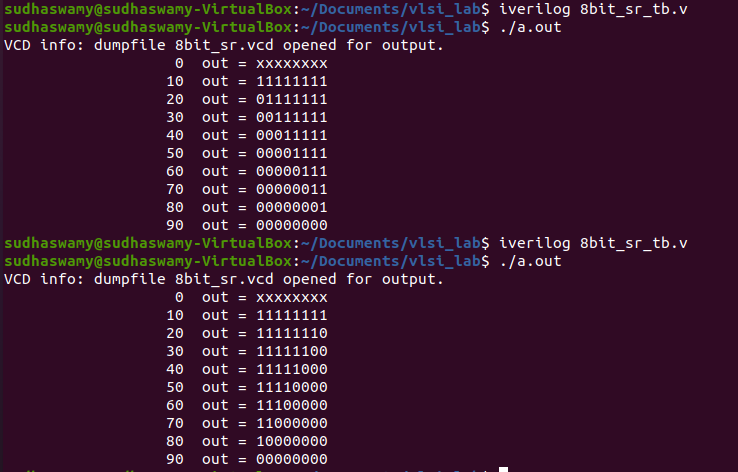 sudhaswamy@sudhaswamy-VirtualBox:~/Documents/vlsi_lab$ iverilog 8bit_sr_tb.v
sudhaswamy@sudhaswamy-VirtualBox:~/Documents/vlsi_lab$ ./a.out
VCD info: dumpfile 8bit_sr.vcd opened for output.
                   0  out = xxxxxxxx
                  10  out = 11111111
                  20  out = 01111111
                  30  out = 00111111
                  40  out = 00011111
                  50  out = 00001111
                  60  out = 00000111
                  70  out = 00000011
                  80  out = 00000001
                  90  out = 00000000
sudhaswamy@sudhaswamy-VirtualBox:~/Documents/vlsi_lab$ iverilog 8bit_sr_tb.v
sudhaswamy@sudhaswamy-VirtualBox:~/Documents/vlsi_lab$ ./a.out
VCD info: dumpfile 8bit_sr.vcd opened for output.
                   0  out = xxxxxxxx
                  10  out = 11111111
                  20  out = 11111110
                  30  out = 11111100
                  40  out = 11111000
                  50  out = 11110000
                  60  out = 11100000
                  70  out = 11000000
                  80  out = 10000000
                  90  out = 00000000